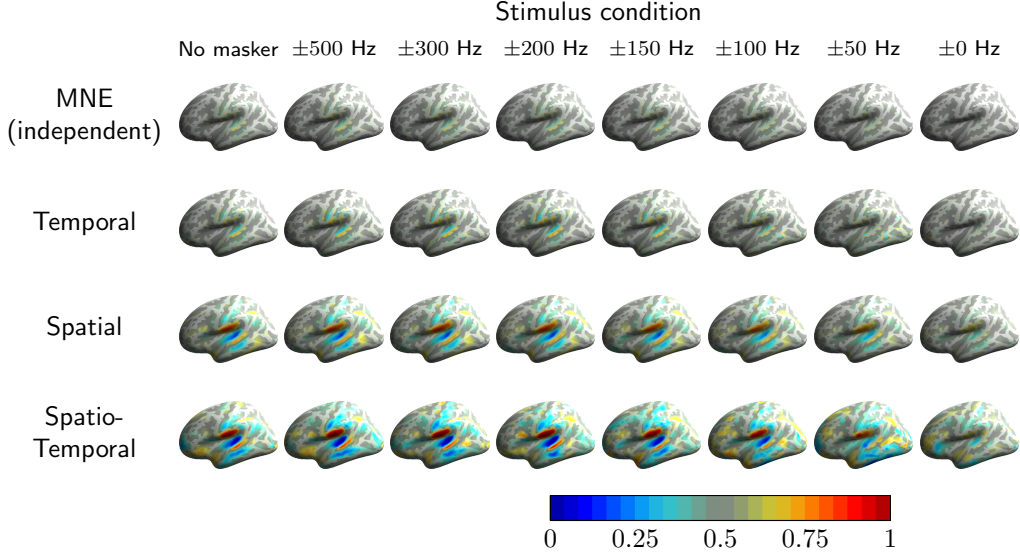 Stimulus condition
No masker ±500 Hz ±300 Hz ±200 Hz ±150 Hz ±100 Hz ±50 Hz ±0 Hz
MNE
(independent)
Temporal
Spatial
Spatio-
Temporal
0 0.25 0.5 0.75 1